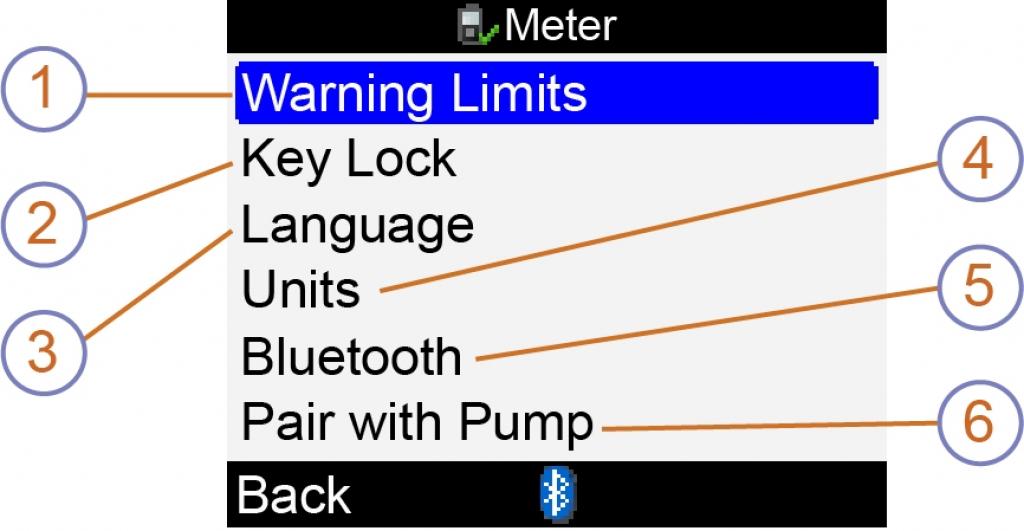 Meter
1
Warning Limits
Key Lock
4
2
Language
Units
5
3
Bluetooth
Pair with Pump
6
Back